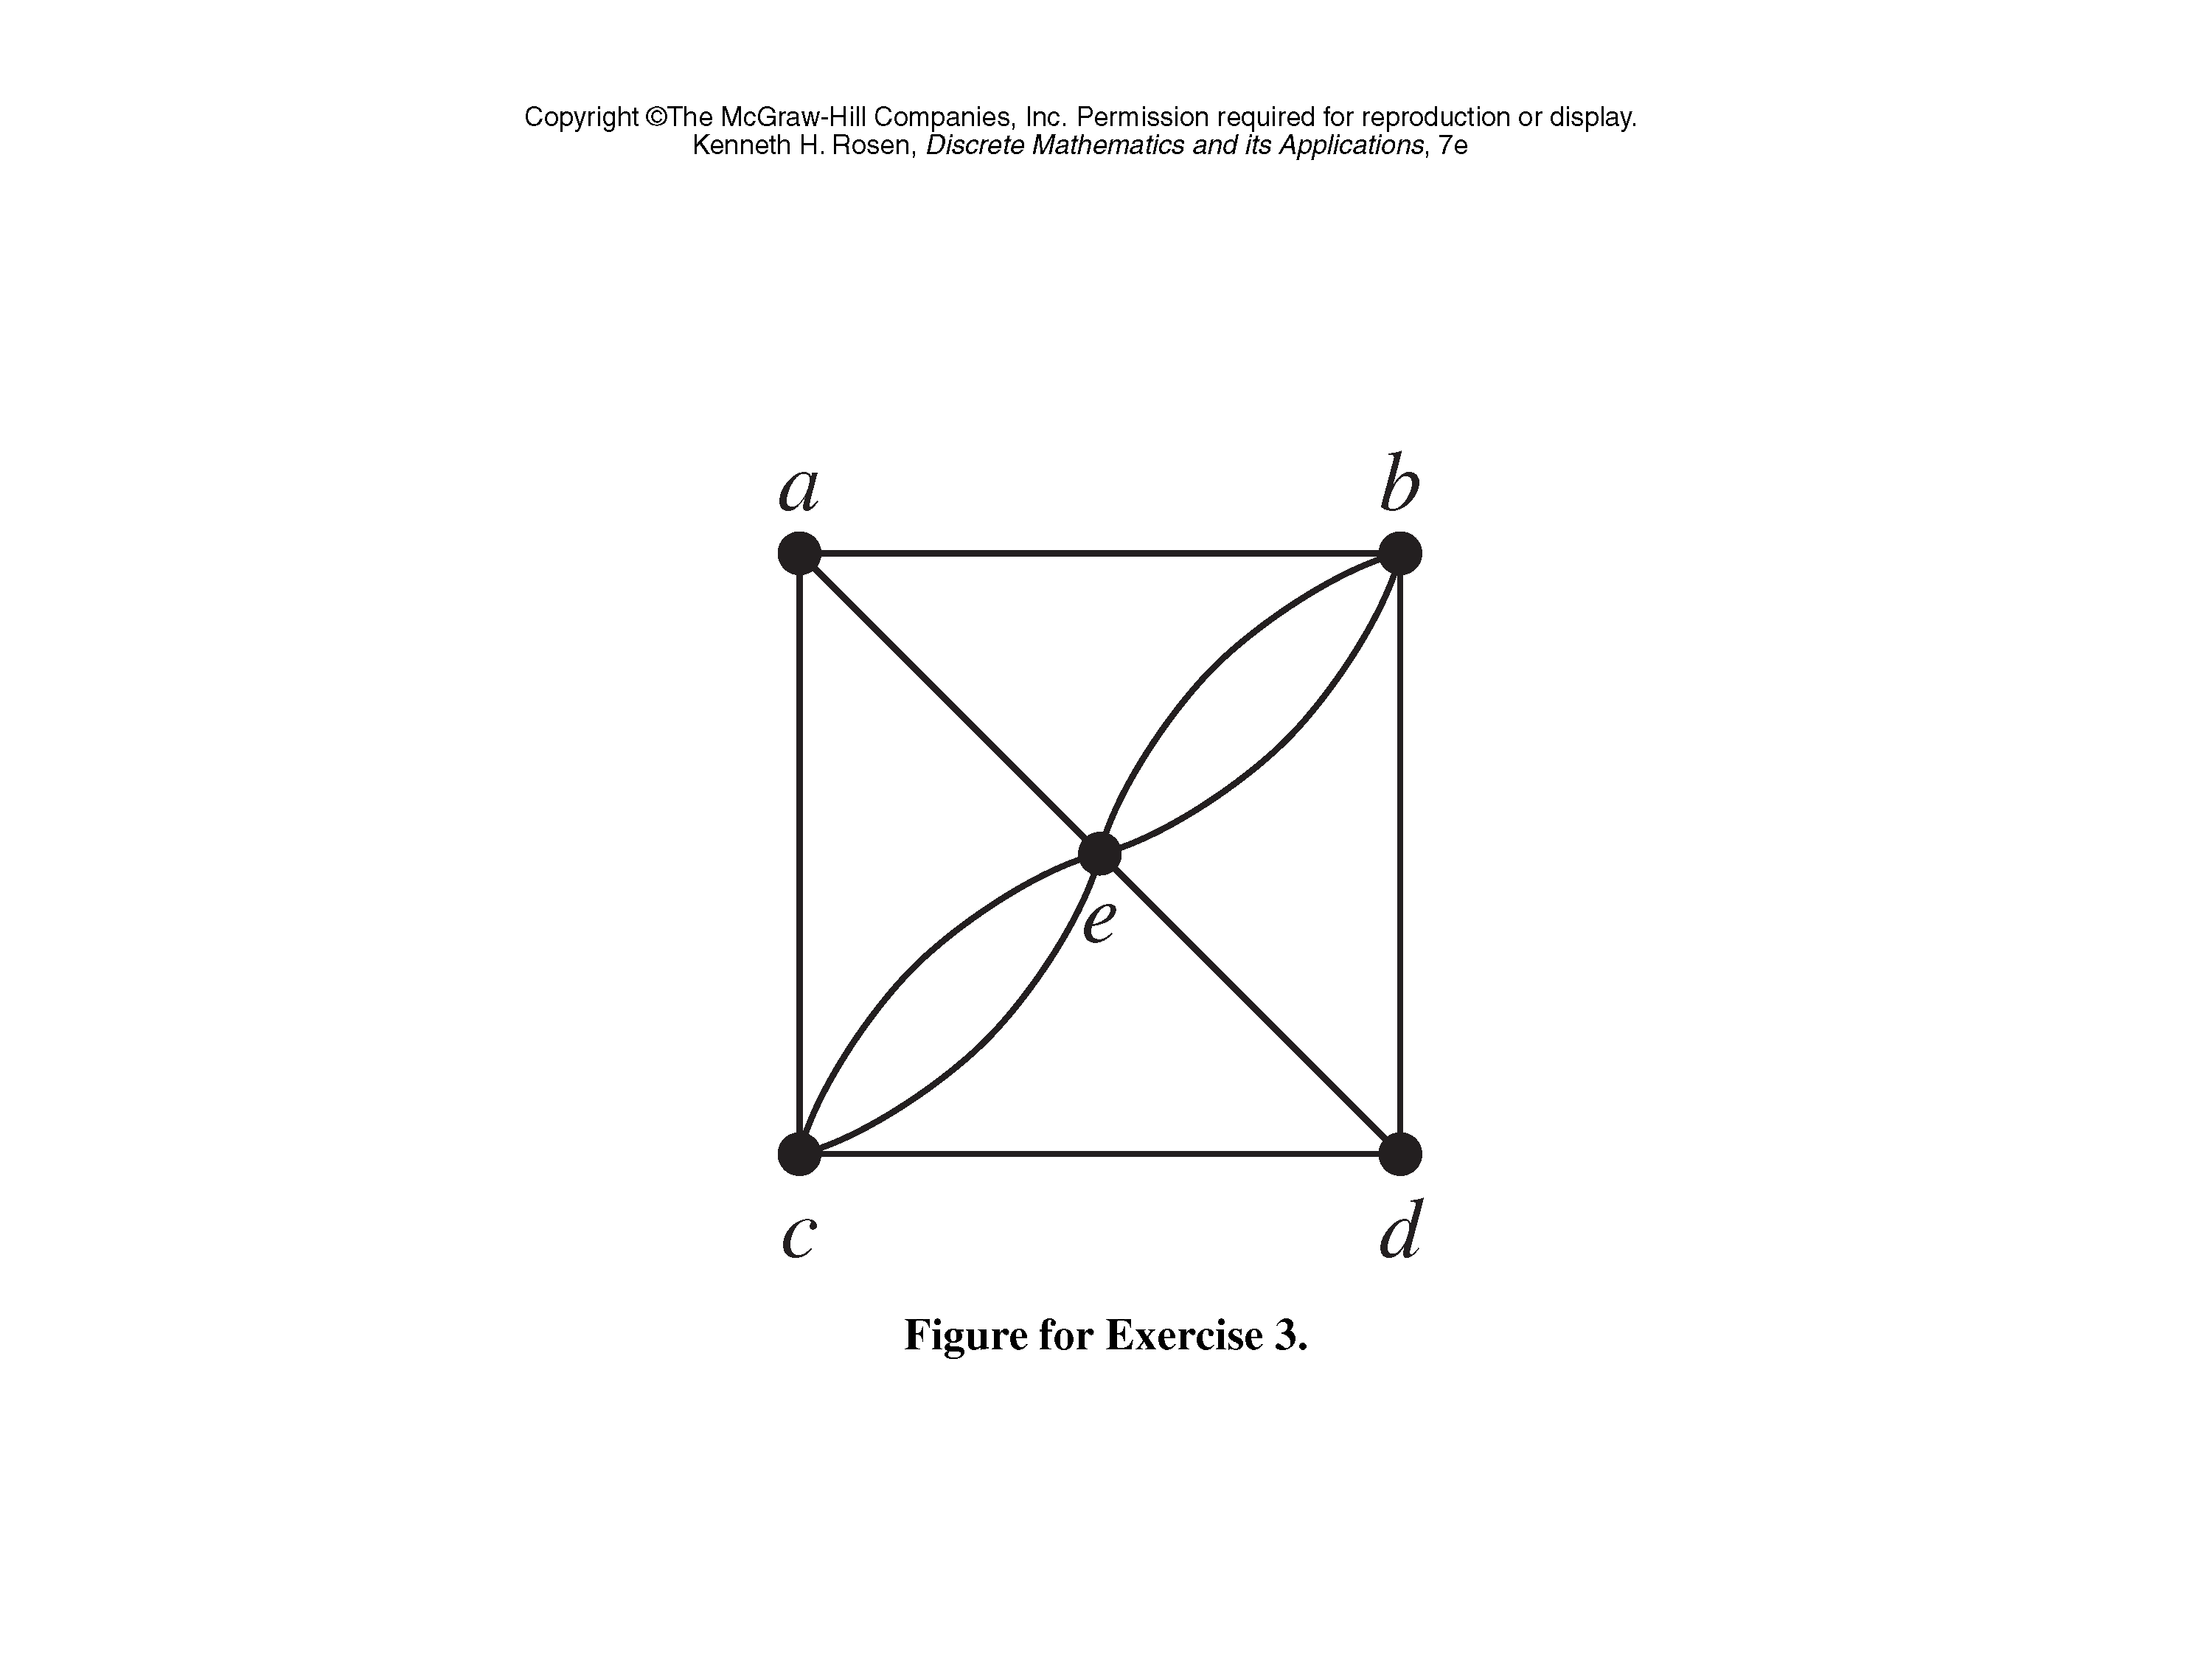 Copyright ©The McGraw-Hill Companies, Inc. Permission required for reproduction or display.
Kenneth H. Rosen, Discrete Mathematics and its Applications, 7e
a
b
e
c
d
Figure for Exercise 3.